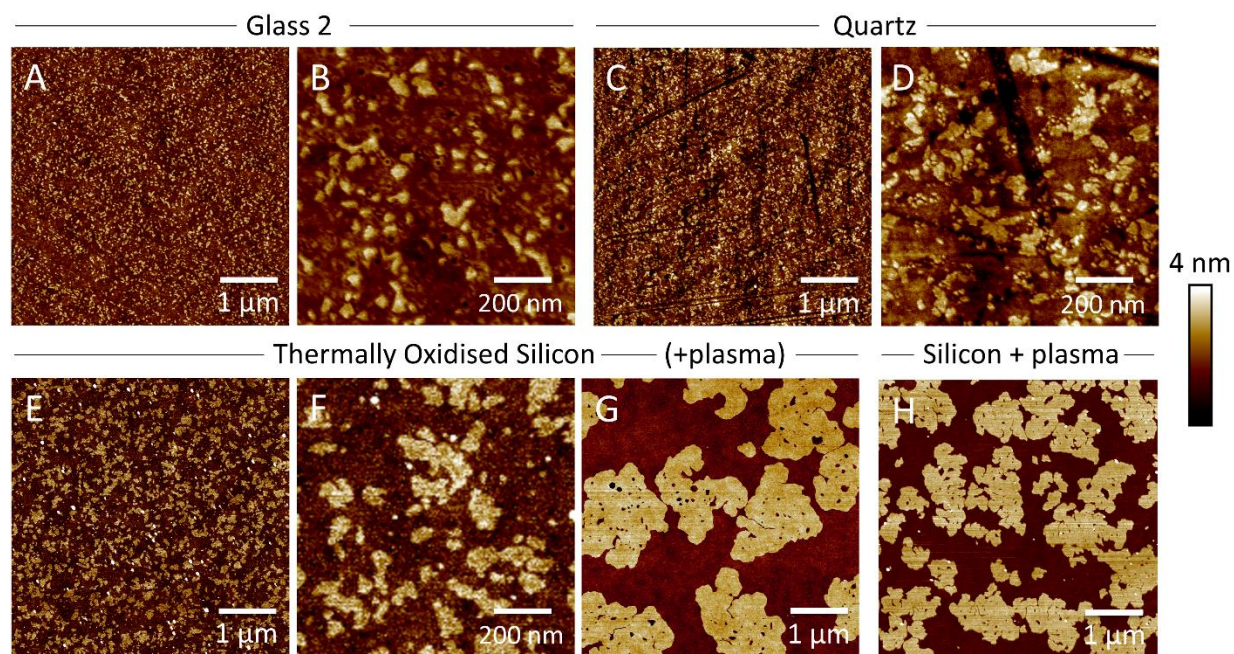 Glass 2 Quartz
A B C D
1 µm 200 nm 1 µm 200 nm
4 nm
Thermally Oxidised Silicon (+plasma) Silicon + plasma
E F G H
1 µm 200 nm 1 µm 1 µm